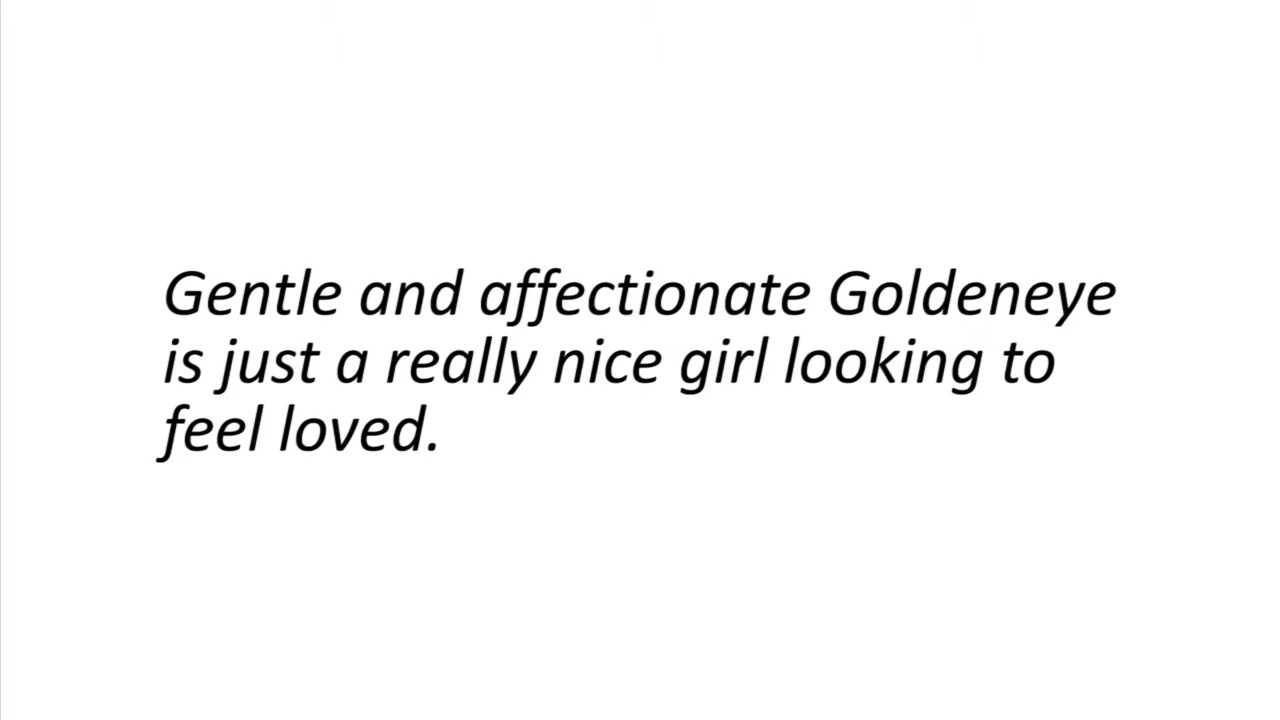 Gentle and affectionate Goldeneye
is just a really nice girl looking to
feel loved.